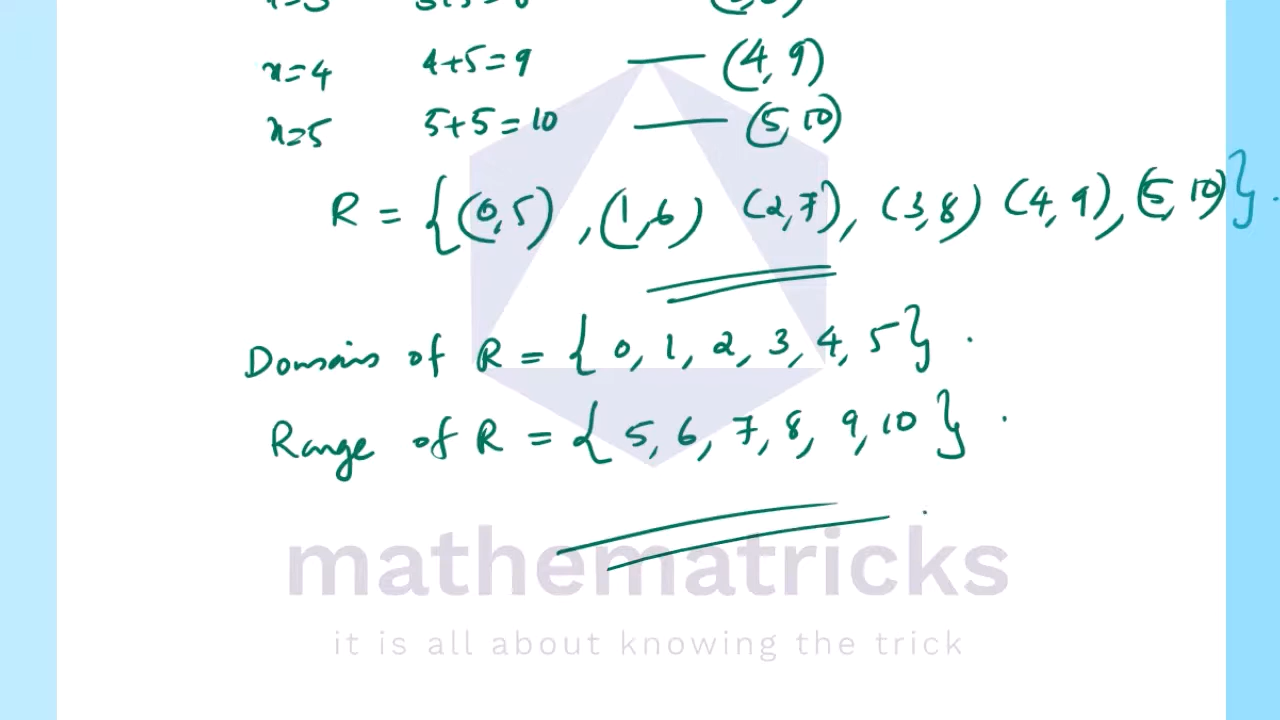 x=4 4+5=9 — (4, 9)
x=5 5+5=10 — (5, 10)
R = {(0,5) , (1,6) (2,7), (3,8) (4, 9), (5, 10)}.
Domain of R = { 0, 1, 2, 3, 4, 5} .
Range of R = { 5, 6, 7, 8, 9, 10 } .
mathematricks
it is all about knowing the trick